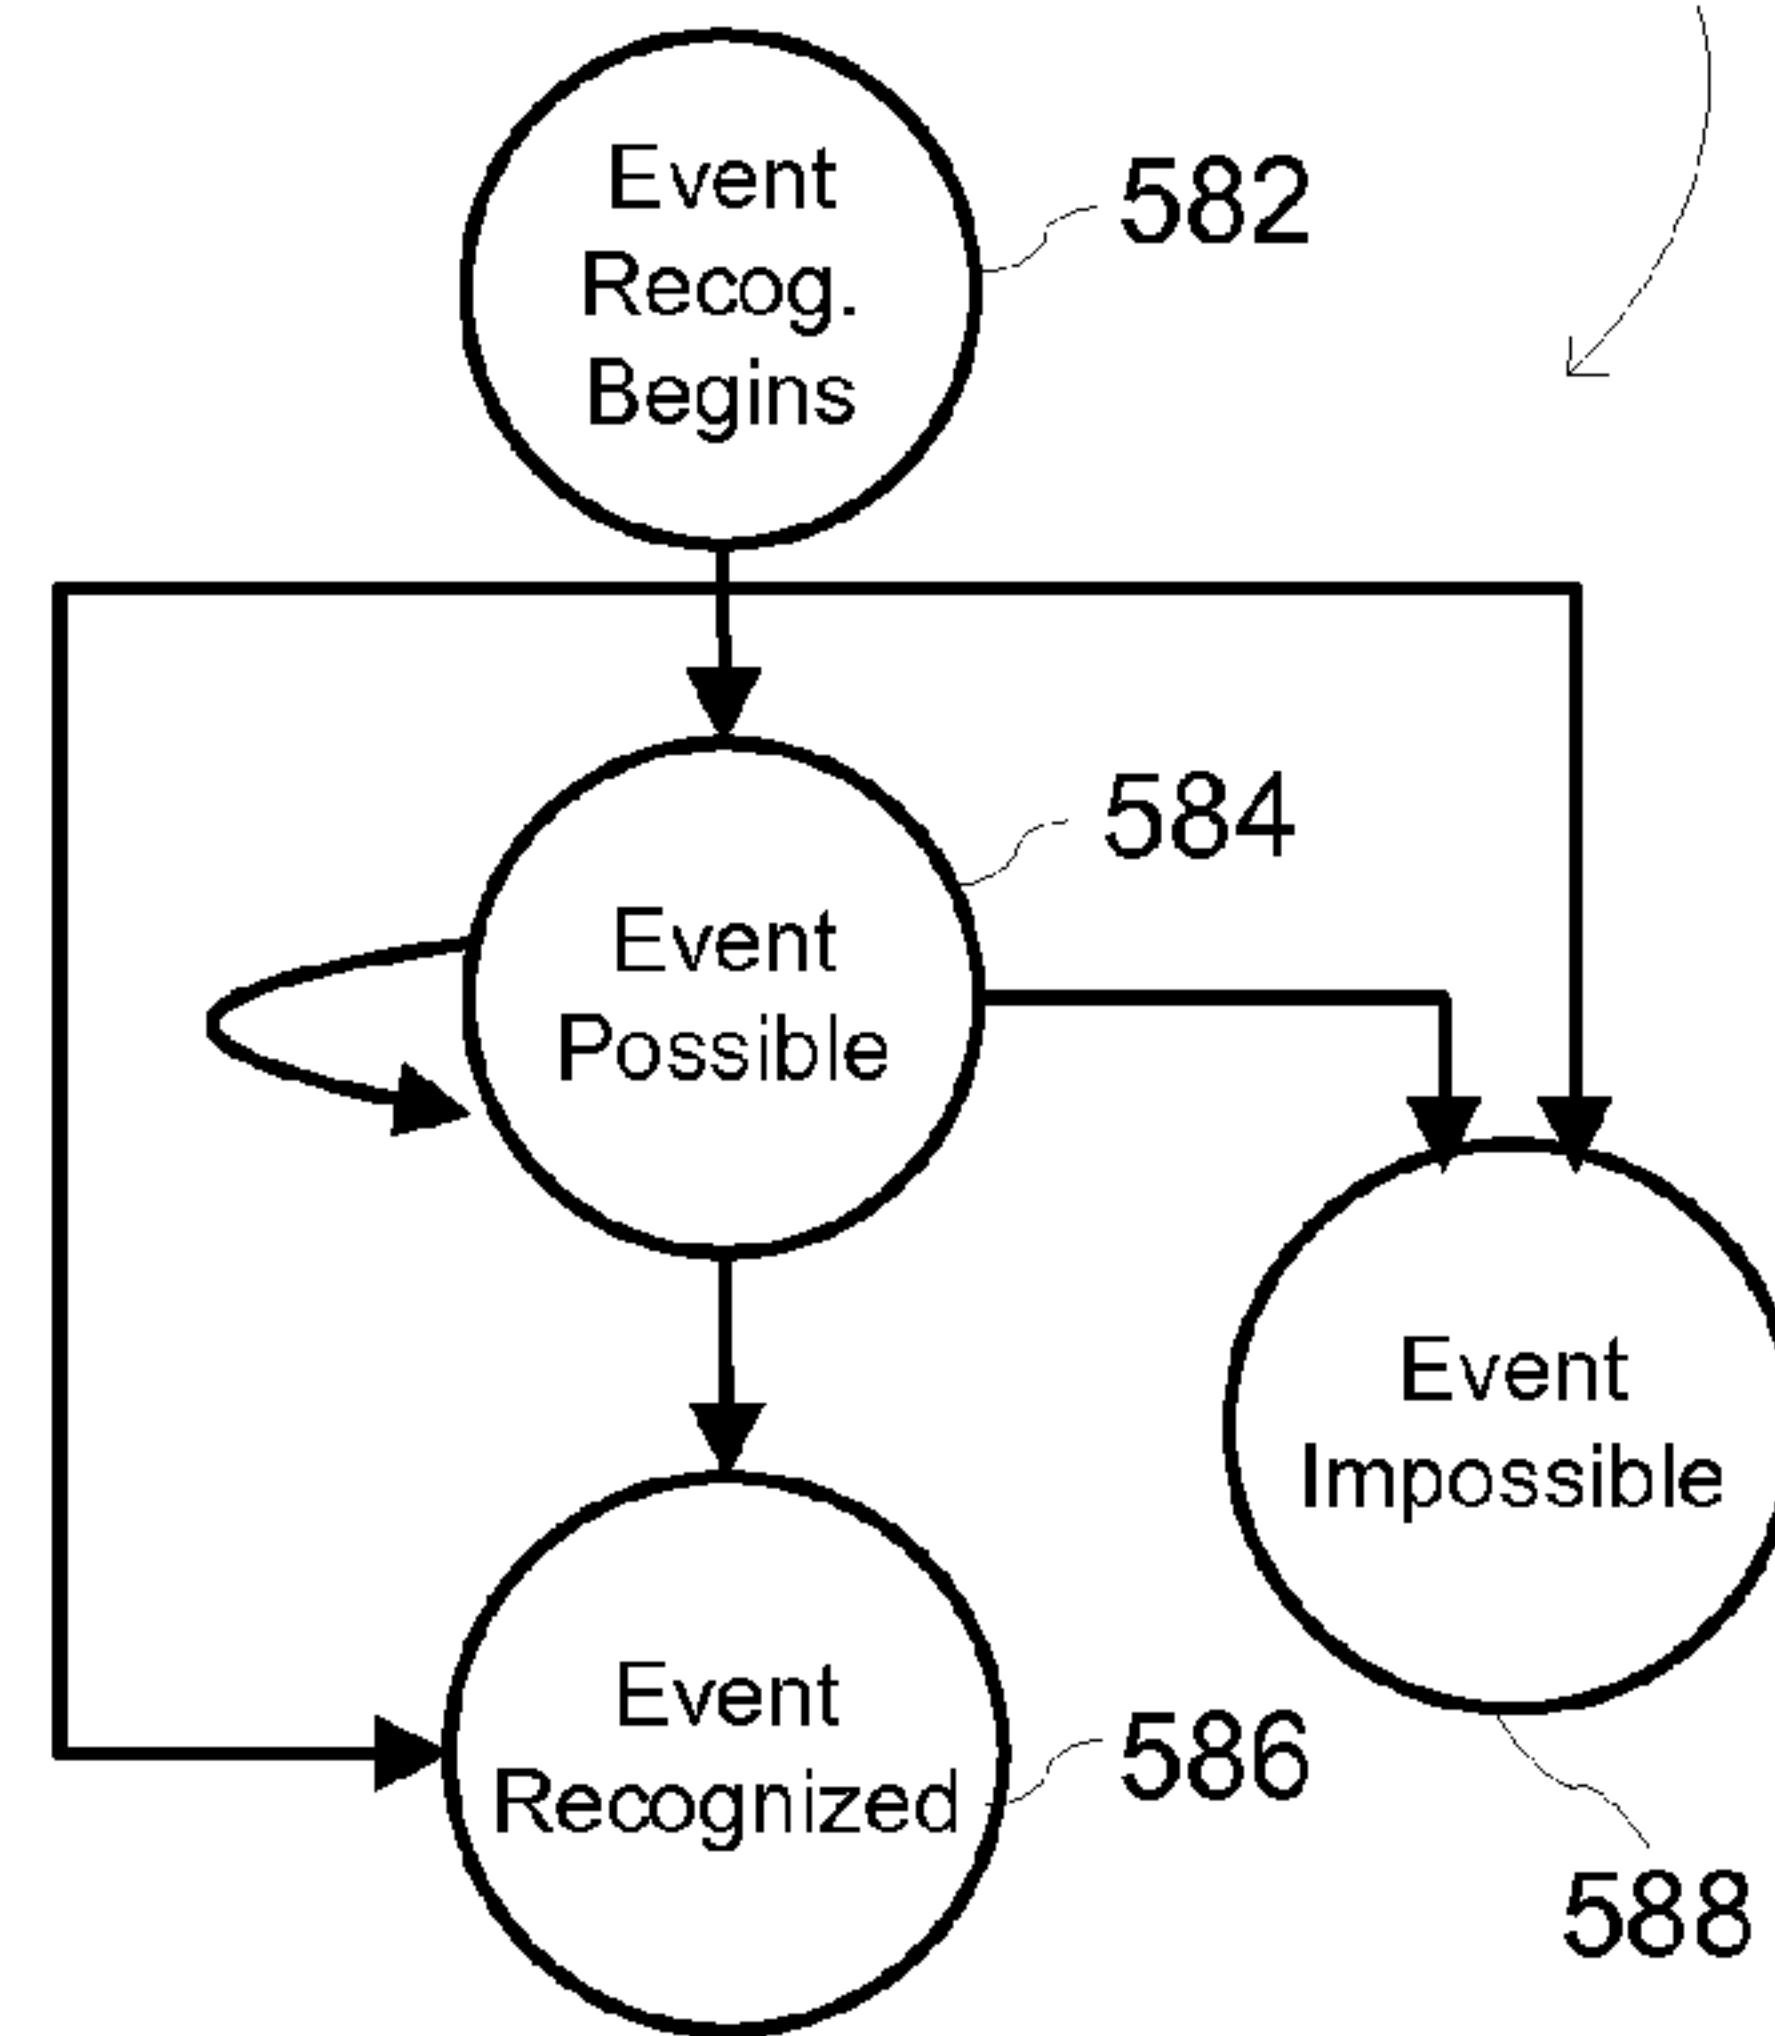 Event
Recog.
Begins
582
584
Event
Possible
Event
Impossible
Event
Recognized
586
588